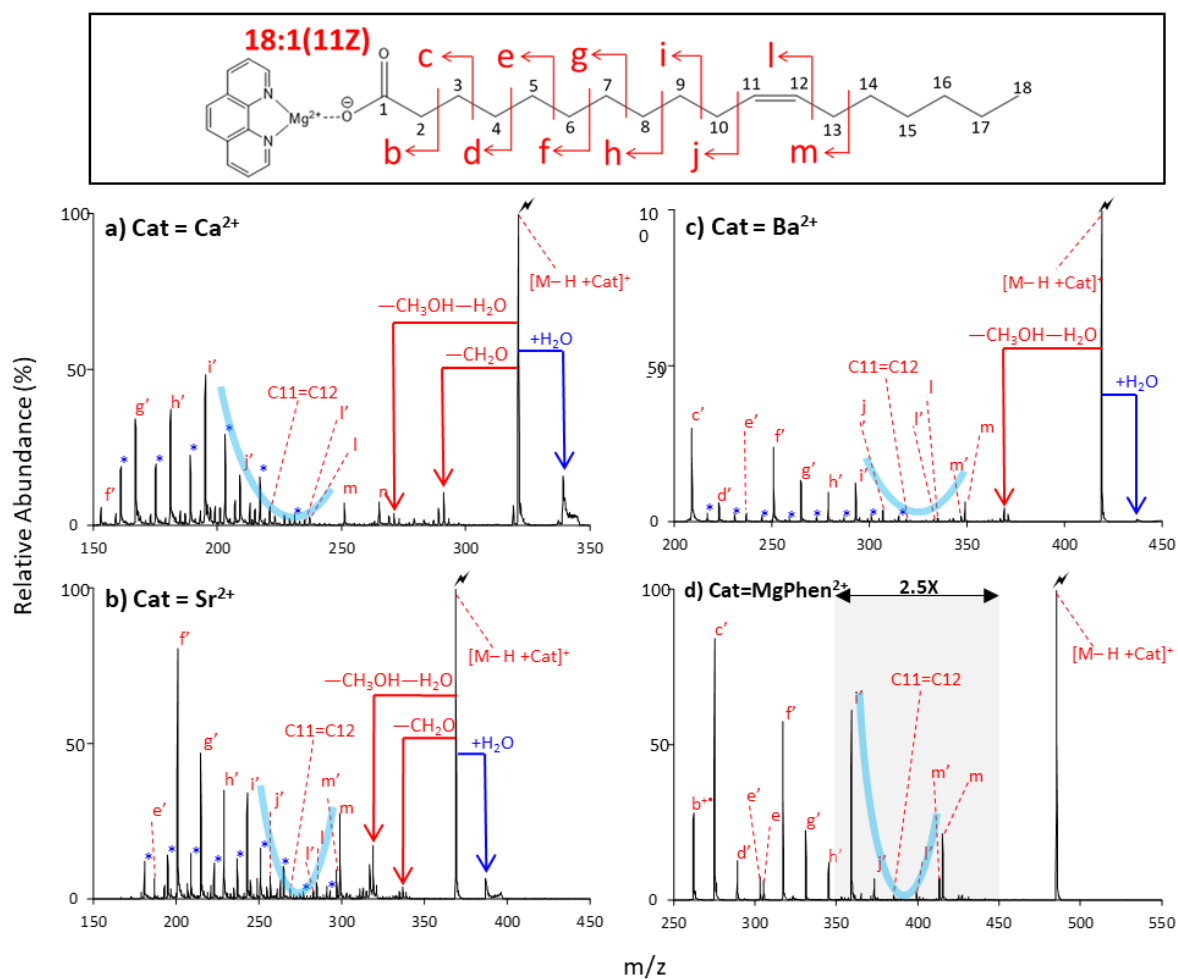 18:1(11Z)
c e g i l
O
N
N
Mg²⁺
O
⊖
1 2 3 4 5 6 7 8 9 10 11 12 13 14 15 16 17 18
b d f h j m
Relative Abundance (%)
a) Cat = Ca²⁺
100
50
0
[M–H +Cat]⁺
—CH₃OH—H₂O
+H₂O
—CH₂O
C11=C12
f’ * g’ * h’ * i’ * j’ * * l’ l m n
150 200 250 300 350
c) Cat = Ba²⁺
10
0
50
0
[M–H +Cat]⁺
—CH₃OH—H₂O
+H₂O
C11=C12
c’ * d’ * e’ * f’ * g’ * h’ * i’ * j * l’ l m’ m
200 250 300 350 400 450
b) Cat = Sr²⁺
100
50
0
[M–H +Cat]⁺
—CH₃OH—H₂O
—CH₂O
+H₂O
C11=C12
* e’ * f’ * g’ * h’ * i’ * j’ * * l’ l * m’ m
150 200 250 300 350 400 450
d) Cat=MgPhen²⁺
2.5X
100
50
0
[M–H +Cat]⁺
C11=C12
b⁺• c’ d’ e’ e f’ g’ h’ i’ j’ l’ m’ m
250 300 350 400 450 500 550
m/z